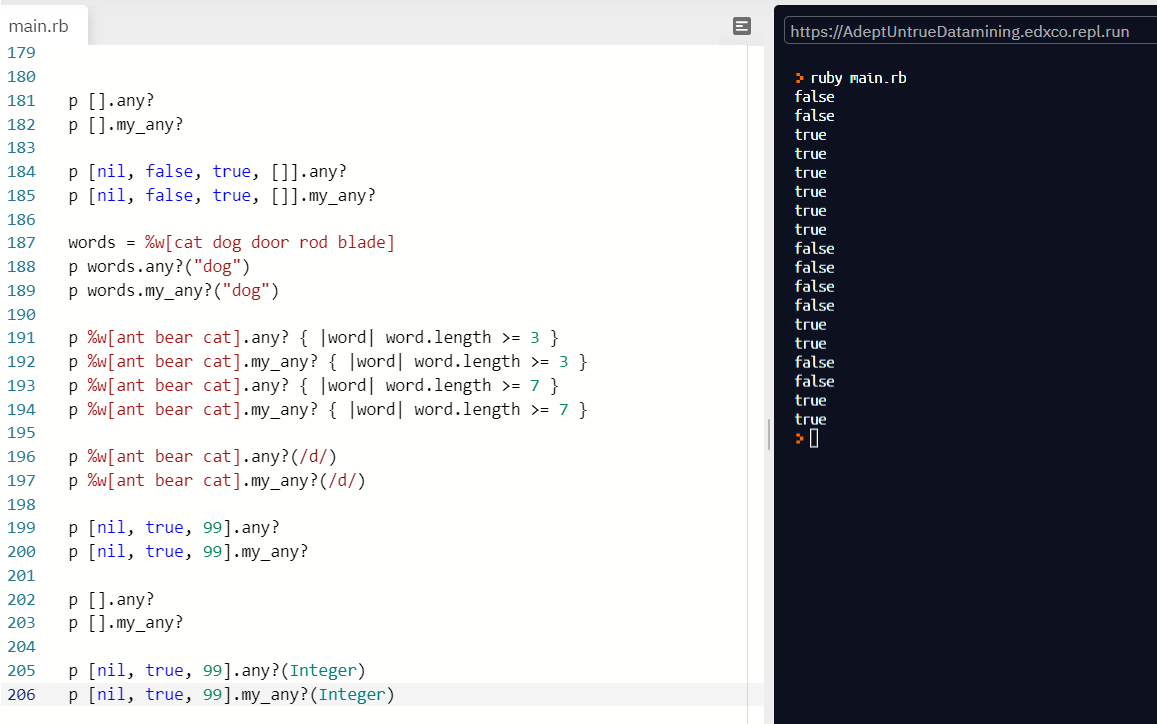 main.rb
179
180
181 p [].any?
182 p [].my_any?
183
184 p [nil, false, true, []].any?
185 p [nil, false, true, []].my_any?
186
187 words = %w[cat dog door rod blade]
188 p words.any?("dog")
189 p words.my_any?("dog")
190
191 p %w[ant bear cat].any? { |word| word.length >= 3 }
192 p %w[ant bear cat].my_any? { |word| word.length >= 3 }
193 p %w[ant bear cat].any? { |word| word.length >= 7 }
194 p %w[ant bear cat].my_any? { |word| word.length >= 7 }
195
196 p %w[ant bear cat].any?(/d/)
197 p %w[ant bear cat].my_any?(/d/)
198
199 p [nil, true, 99].any?
200 p [nil, true, 99].my_any?
201
202 p [].any?
203 p [].my_any?
204
205 p [nil, true, 99].any?(Integer)
206 p [nil, true, 99].my_any?(Integer)
https://AdeptUntrueDatamining.edxco.repl.run
> ruby main.rb
false
false
true
true
true
true
true
true
false
false
false
false
true
true
false
false
true
true
>